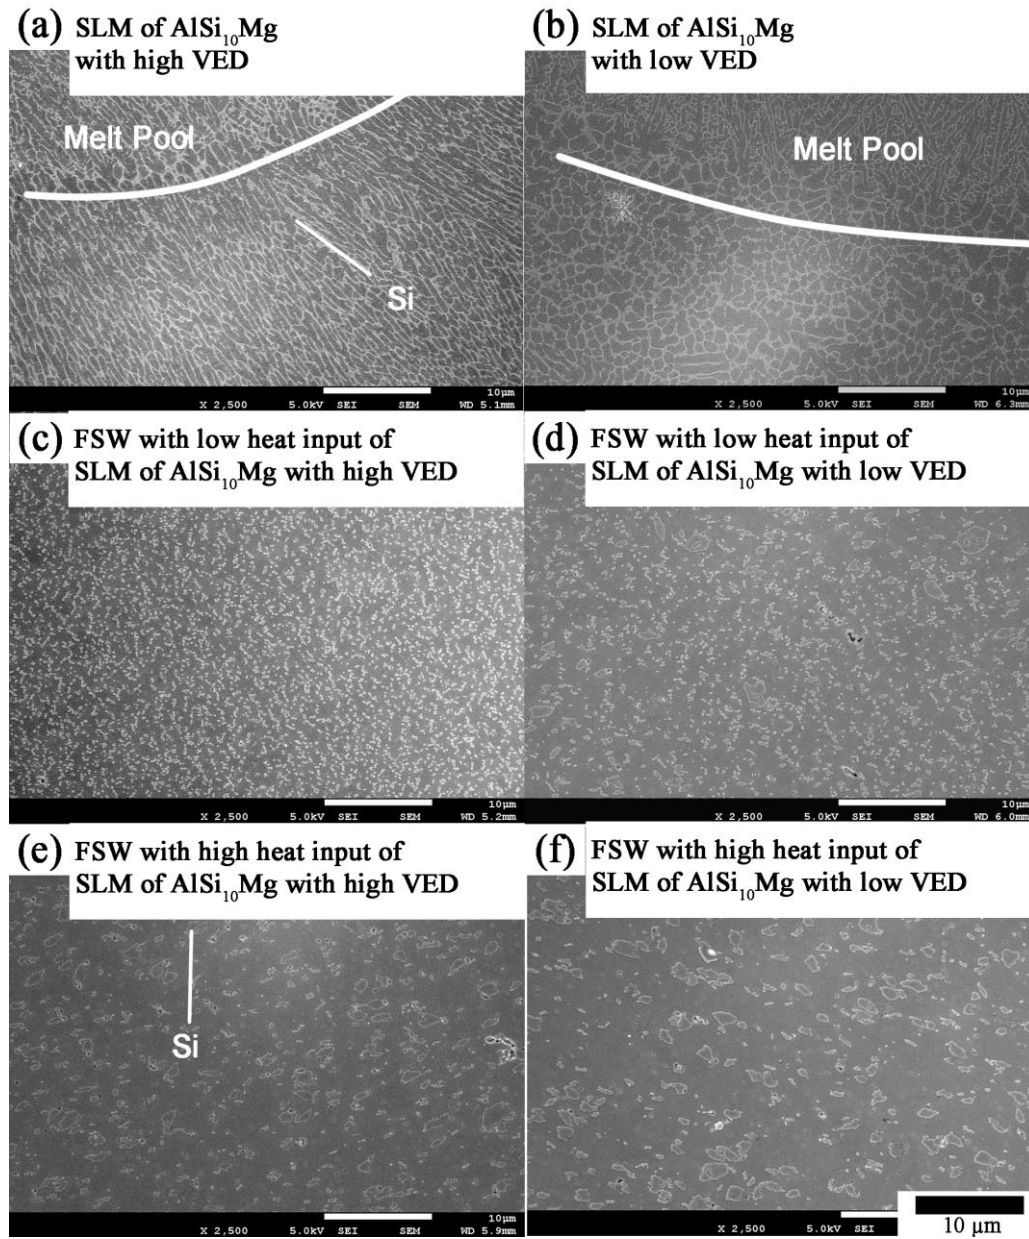 (a) SLM of AlSi₁₀Mg
with high VED
Melt Pool
Si
10μm
X 2,500 5.0kV SEI SEM WD 5.1mm
(b) SLM of AlSi₁₀Mg
with low VED
Melt Pool
10μm
X 2,500 5.0kV SEI SEM WD 6.3mm
(c) FSW with low heat input of
SLM of AlSi₁₀Mg with high VED
10μm
X 2,500 5.0kV SEI SEM WD 5.2mm
(d) FSW with low heat input of
SLM of AlSi₁₀Mg with low VED
10μm
X 2,500 5.0kV SEI SEM WD 6.0mm
(e) FSW with high heat input of
SLM of AlSi₁₀Mg with high VED
Si
10μm
X 2,500 5.0kV SEI SEM WD 5.9mm
(f) FSW with high heat input of
SLM of AlSi₁₀Mg with low VED
X 2,500 5.0kV SEI
10 μm